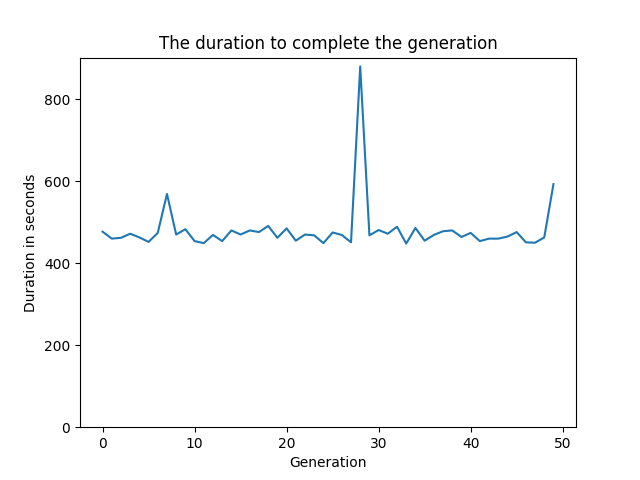 The duration to complete the generation
Duration in seconds
800
600
400
200
0
0 10 20 30 40 50
Generation